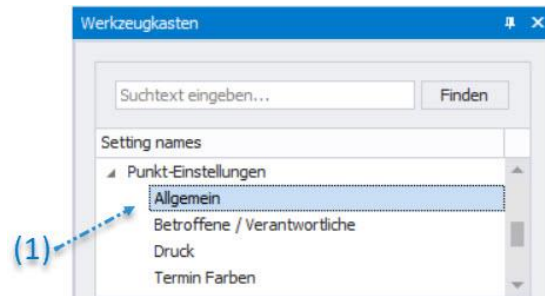 Werkzeugkasten
Suchtext eingeben...
Finden
Setting names
Punkt-Einstellungen
Allgemein
Betroffene / Verantwortliche
(1)
Druck
Termin Farben